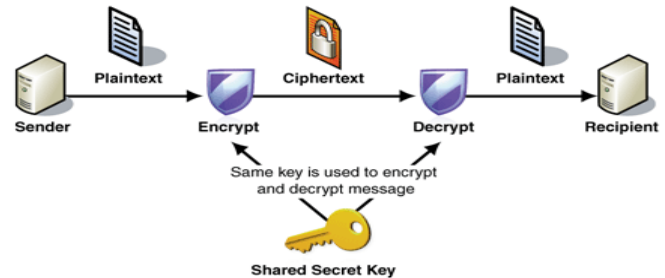 Plaintext
Ciphertext
Plaintext
Sender
Encrypt
Decrypt
Recipient
Same key is used to encrypt
and decrypt message
Shared Secret Key